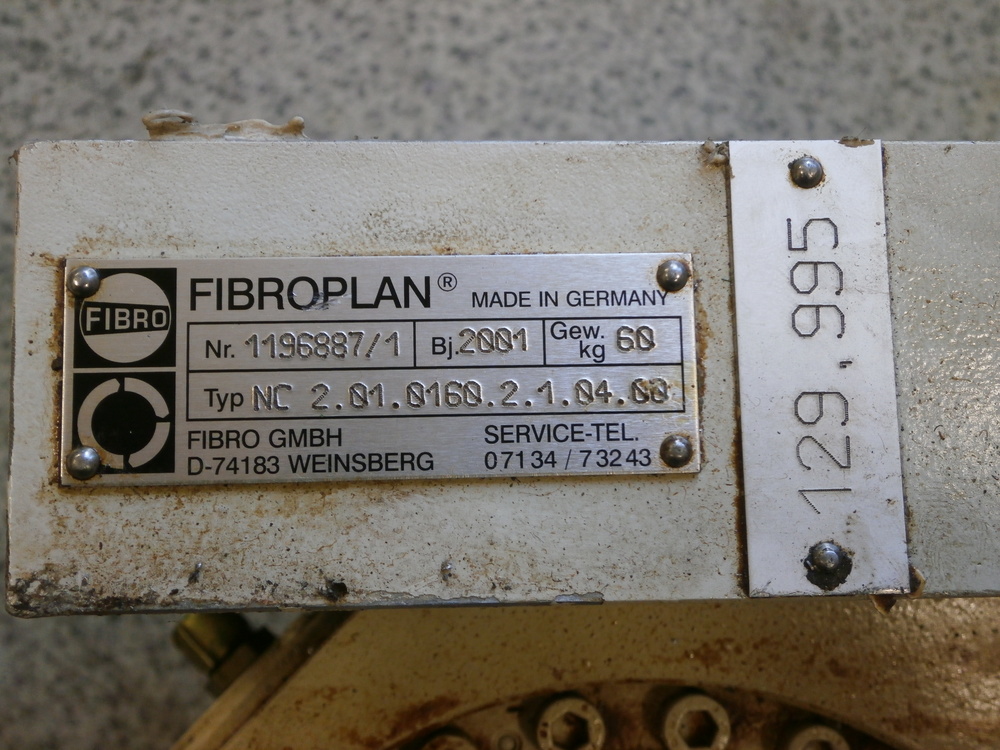 FIBRO
FIBROPLAN® MADE IN GERMANY
Nr. 1196887/1 Bj. 2001 Gew. kg 60
Typ NC 2.01.0160.2.1.04.00
FIBRO GMBH SERVICE-TEL.
D-74183 WEINSBERG 07134 / 73243
129,995